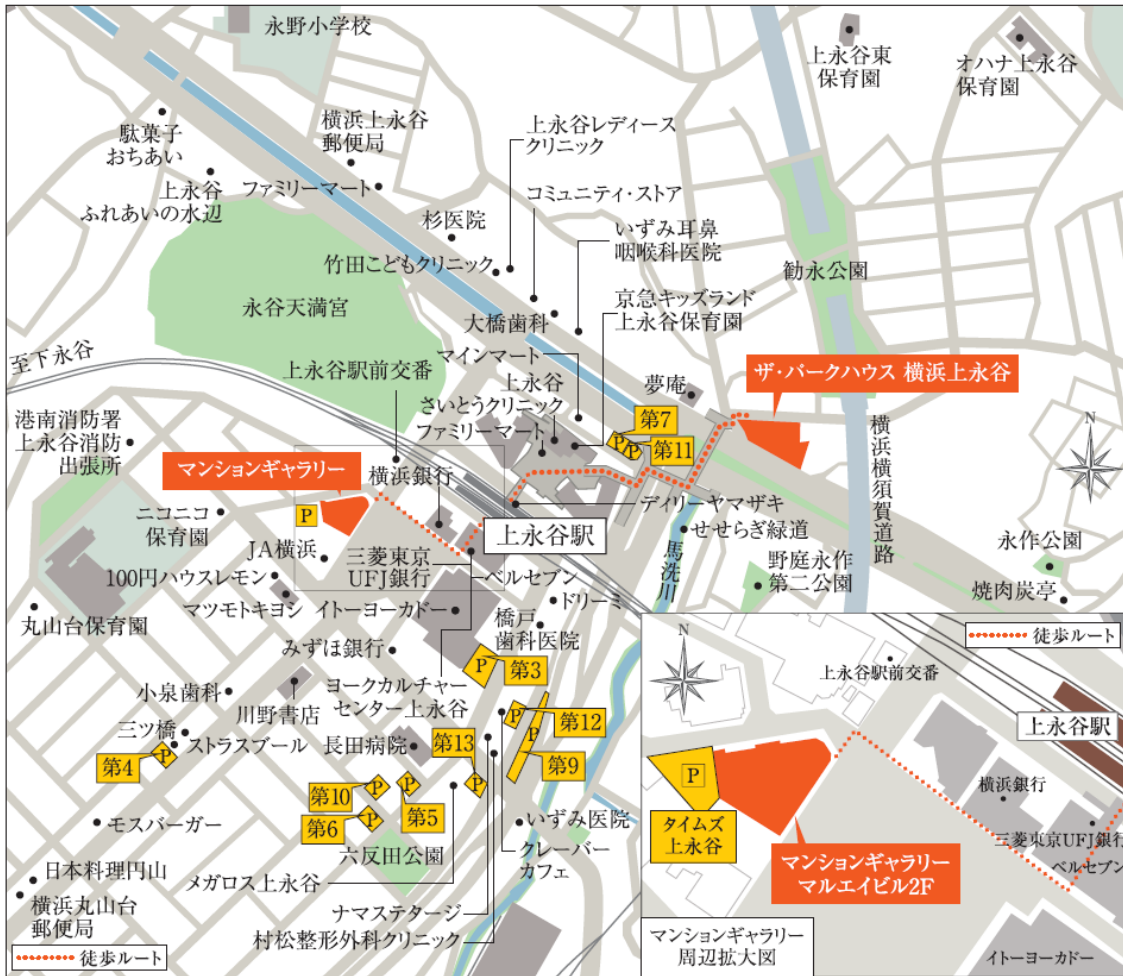 永野小学校
上永谷東
保育園
オハナ上永谷
保育園
駄菓子
おちあい
横浜上永谷
郵便局
上永谷レディース
クリニック
上永谷
ふれあいの水辺
ファミリーマート
コミュニティ・ストア
杉医院
いずみ耳鼻
咽喉科医院
竹田こどもクリニック
勧永公園
永谷天満宮
京急キッズランド
上永谷保育園
大橋歯科
至下永谷
マインマート
上永谷駅前交番
上永谷
さいとうクリニック
夢庵
ザ・パークハウス 横浜上永谷
ファミリーマート
第7
P
P
第11
港南消防署
上永谷消防
出張所
マンションギャラリー
横浜銀行
N
横浜横須賀道路
デイリーヤマザキ
P
ニコニコ
保育園
上永谷駅
せせらぎ緑道
馬洗川
JA横浜
三菱東京
UFJ銀行
野庭永作
第二公園
永作公園
100円ハウスレモン
ベルセブン
焼肉炭亭
マツモトキヨシ
イトーヨーカドー
ドリーミ
丸山台保育園
橋戸
歯科医院
みずほ銀行
P
第3
小泉歯科
ヨークカルチャー
センター上永谷
川野書店
P
第12
三ツ橋
ストラスブール
長田病院
第13
P
第9
第4
P
第10
P
P
第5
P
第6
P
モスバーガー
いずみ医院
六反田公園
クレーバー
カフェ
日本料理円山
メガロス上永谷
横浜丸山台
郵便局
ナマステタージ
村松整形外科クリニック
徒歩ルート
N
徒歩ルート
上永谷駅前交番
上永谷駅
P
横浜銀行
タイムズ
上永谷
三菱東京UFJ銀行
ベルセブン
マンションギャラリー
マルエイビル2F
マンションギャラリー
周辺拡大図
イトーヨーカドー